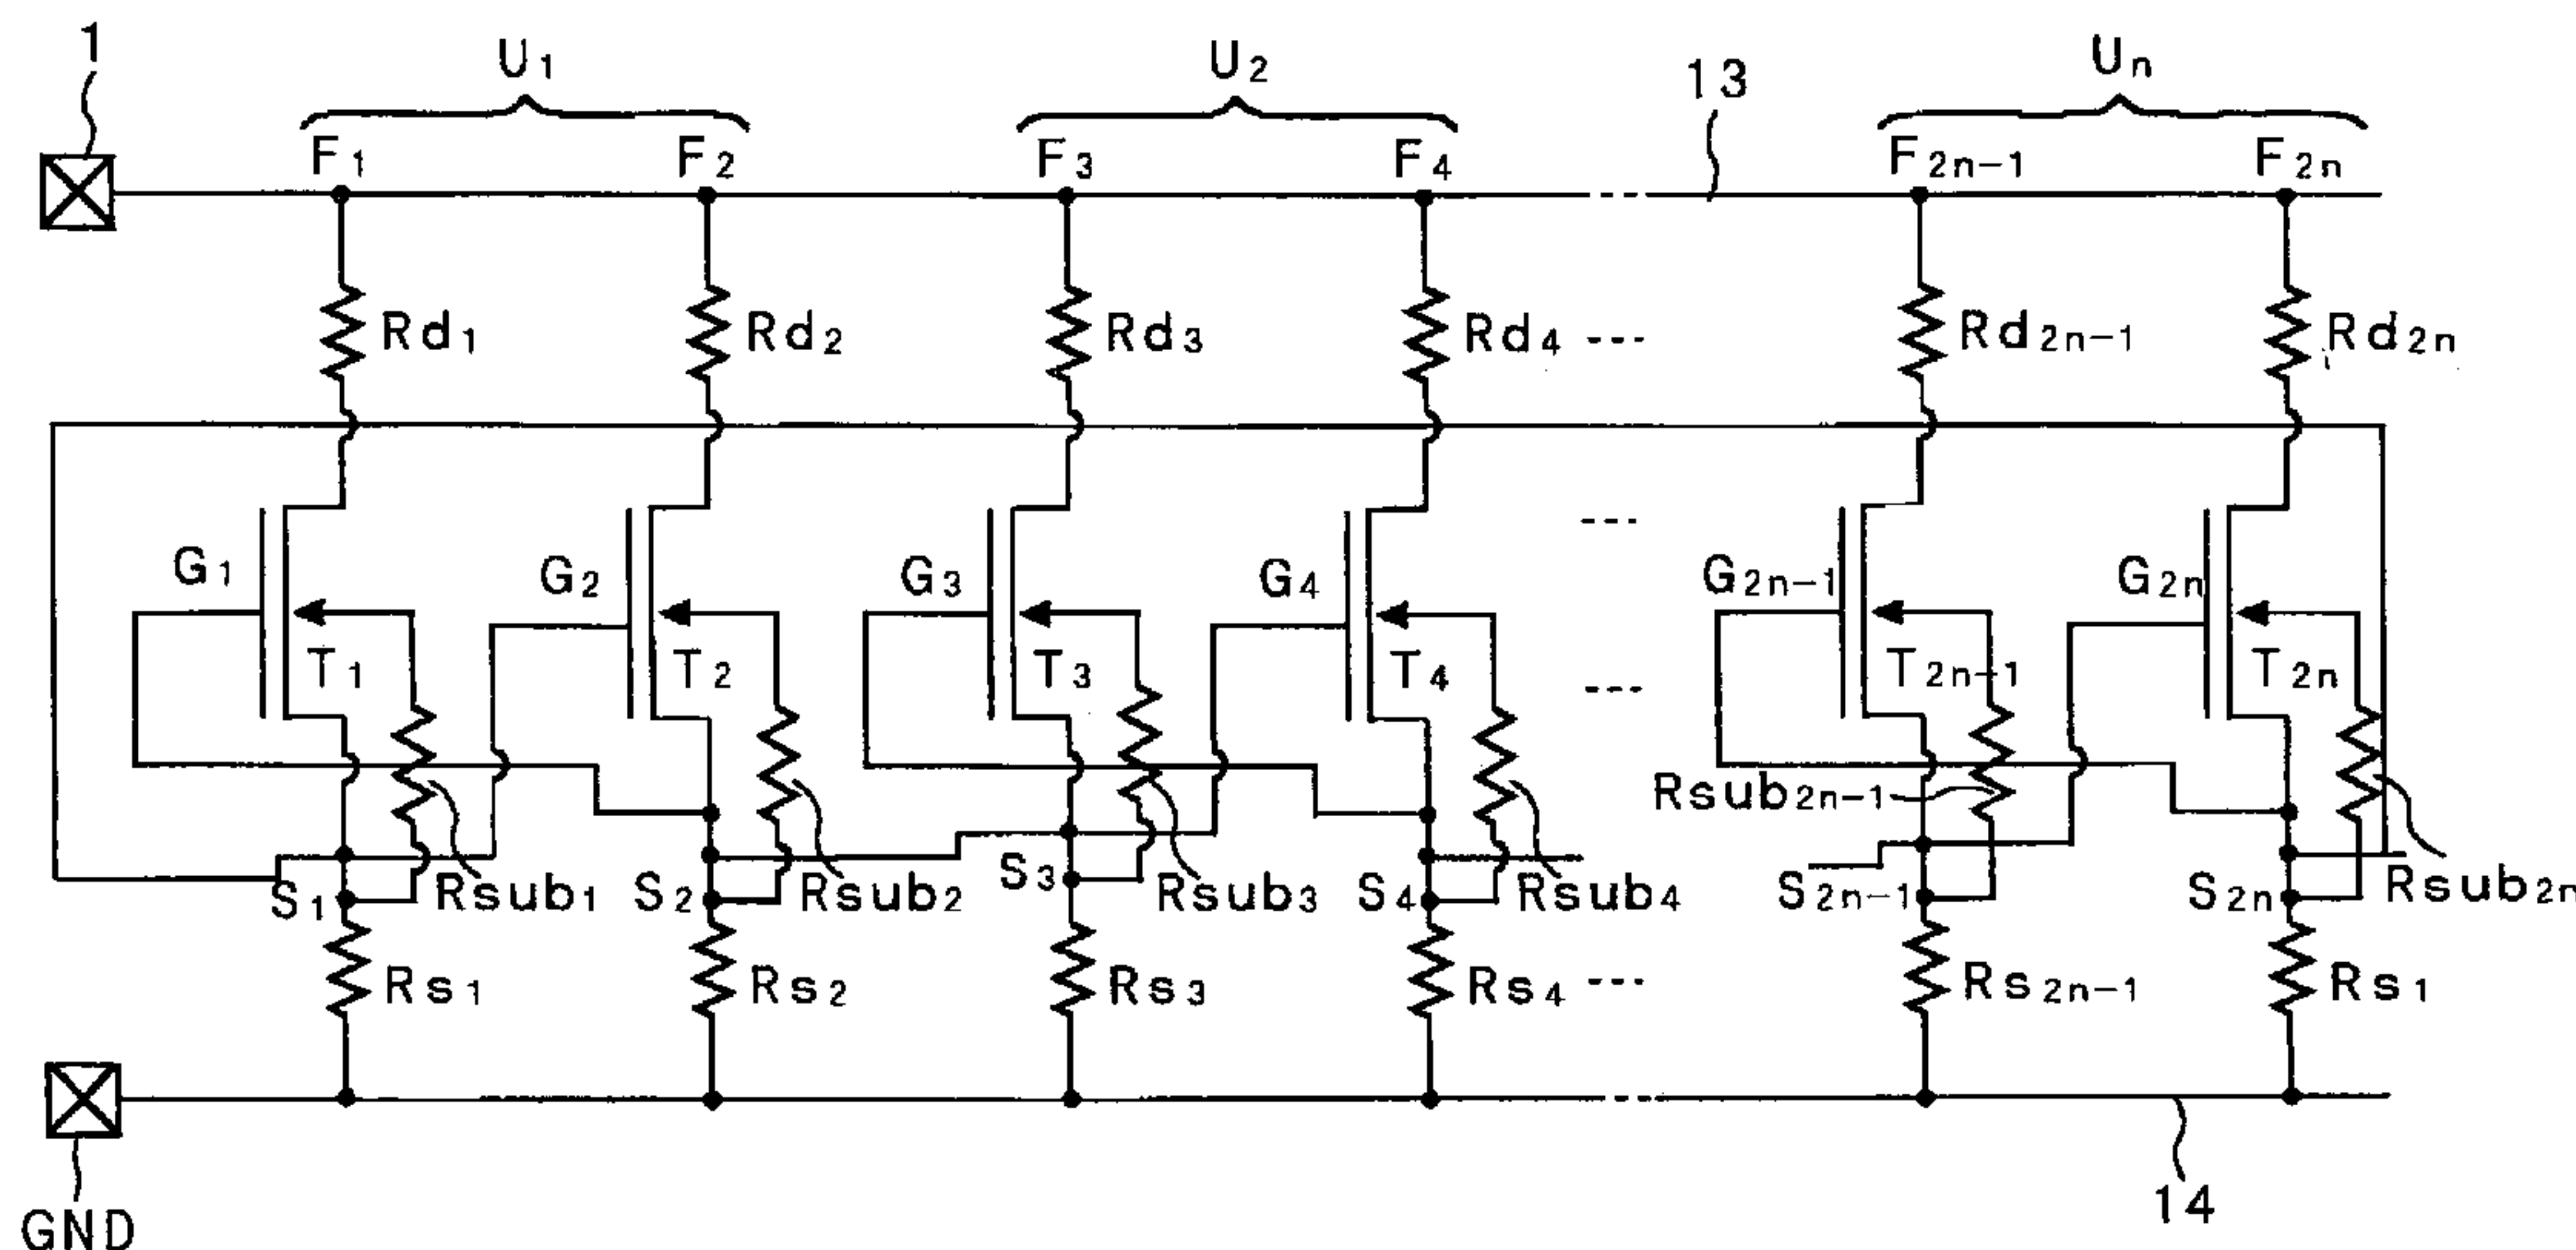 1 U1 U2 13 Un
F1 F2 F3 F4 F2n-1 F2n
Rd1 Rd2 Rd3 Rd4 --- Rd2n-1 Rd2n
---
G1 G2 G3 G4 G2n-1 G2n
T1 T2 T3 T4 --- T2n-1 T2n
Rsub2n-1
S1 Rsub1 S2 Rsub2 S3 Rsub3 S4 Rsub4 S2n-1 S2n Rsub2n
Rs1 Rs2 Rs3 Rs4 --- Rs2n-1 Rs1
GND 14